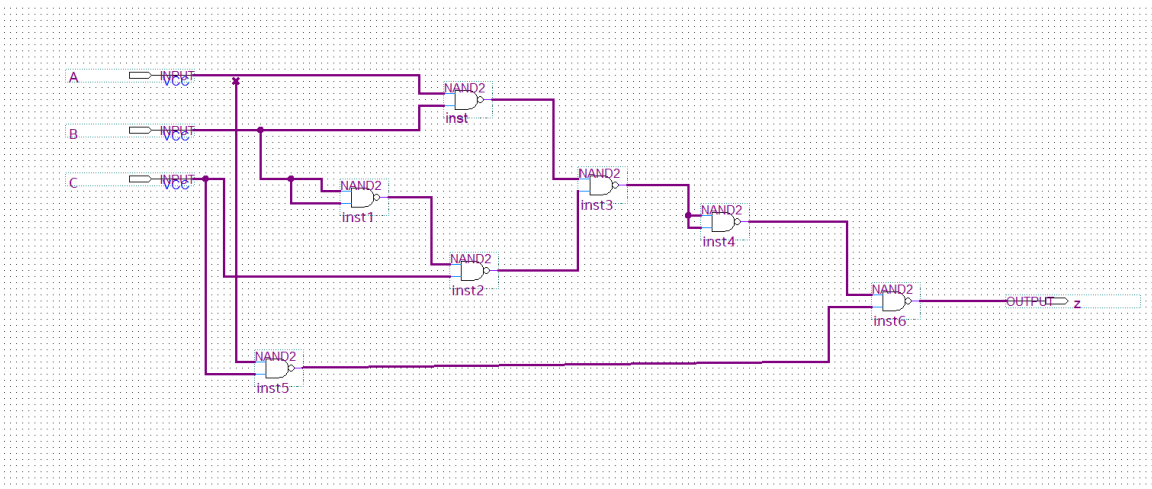 A INPUT
VCC
NAND2
inst
B INPUT
VCC
C INPUT
VCC
NAND2
inst1
NAND2
inst3
NAND2
inst4
NAND2
inst2
NAND2
inst6
OUTPUT z
NAND2
inst5